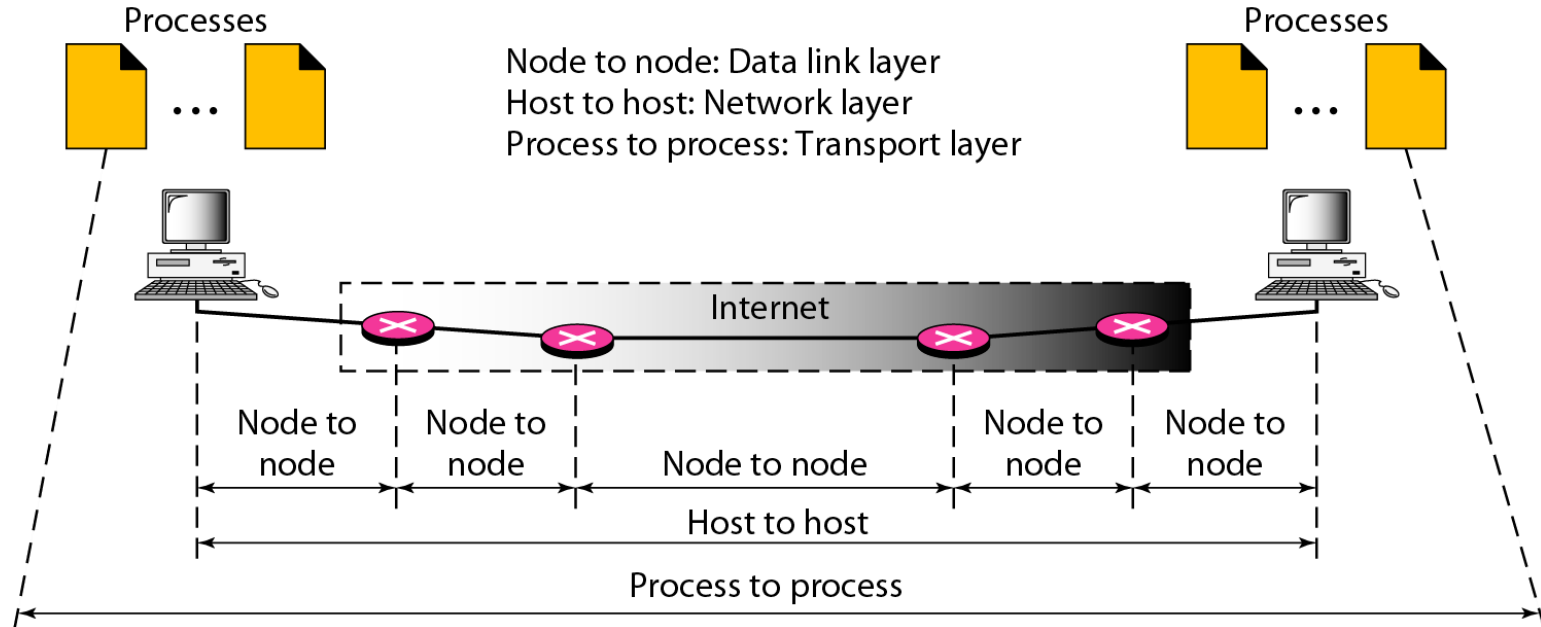 Processes
Processes
Node to node: Data link layer
Host to host: Network layer
Process to process: Transport layer
Internet
Node to
node
Node to
node
Node to node
Node to
node
Node to
node
Host to host
Process to process